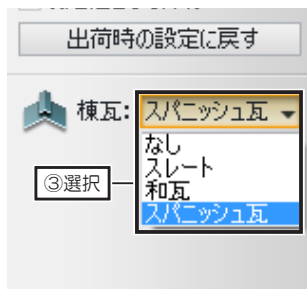 出荷時の設定に戻す
棟瓦: スパニッシュ瓦
なし
スレート
③選択
和瓦
スパニッシュ瓦